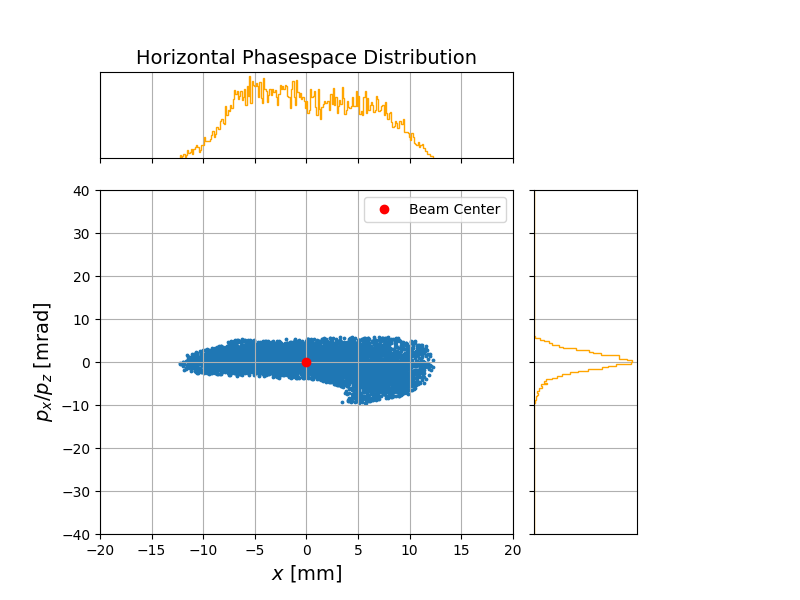 Horizontal Phasespace Distribution
Beam Center
40
30
20
10
0
−10
−20
−30
−40
p_x/p_z [mrad]
−20 −15 −10 −5 0 5 10 15 20
x [mm]